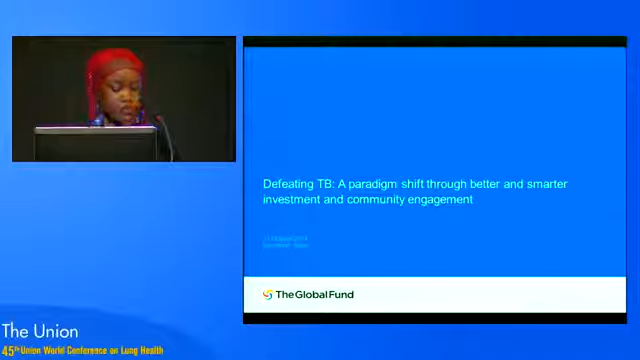 Defeating TB: A paradigm shift through better and smarter
investment and community engagement
The Global Fund
The Union
45th Union World Conference on Lung Health